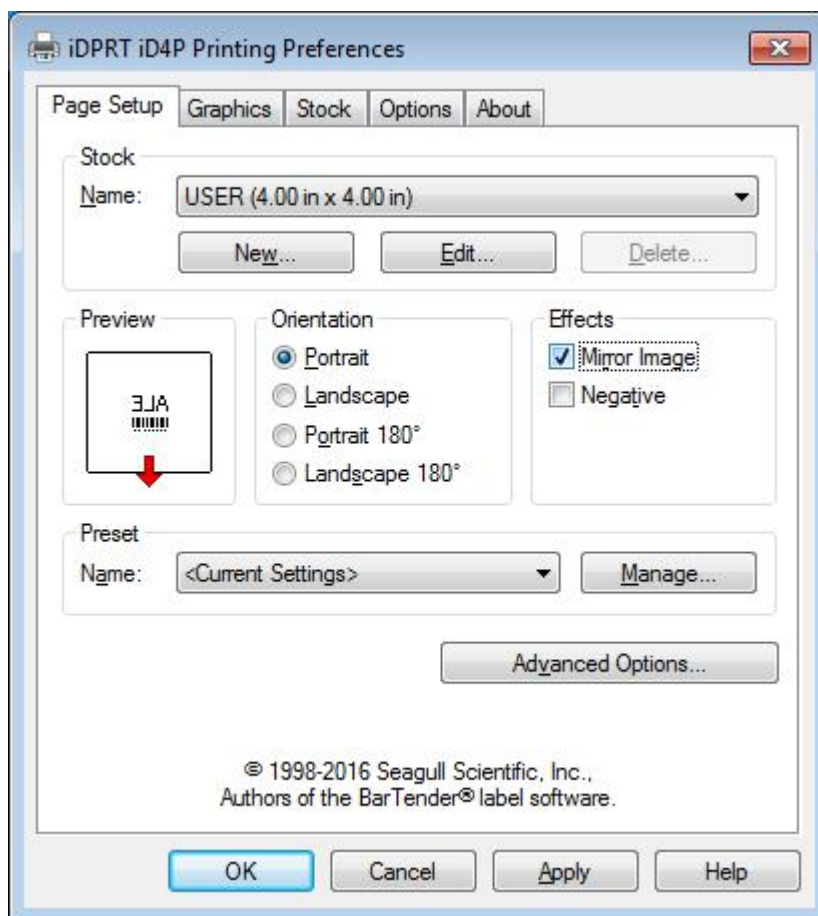 iDPRT iD4P Printing Preferences
Page Setup Graphics Stock Options About
Stock
Name: USER (4.00 in x 4.00 in)
New... Edit... Delete...
Preview
ALE
Orientation
Portrait
Landscape
Portrait 180°
Landscape 180°
Effects
Mirror Image
Negative
Preset
Name: <Current Settings> Manage...
Advanced Options...
© 1998-2016 Seagull Scientific, Inc.,
Authors of the BarTender® label software.
OK Cancel Apply Help